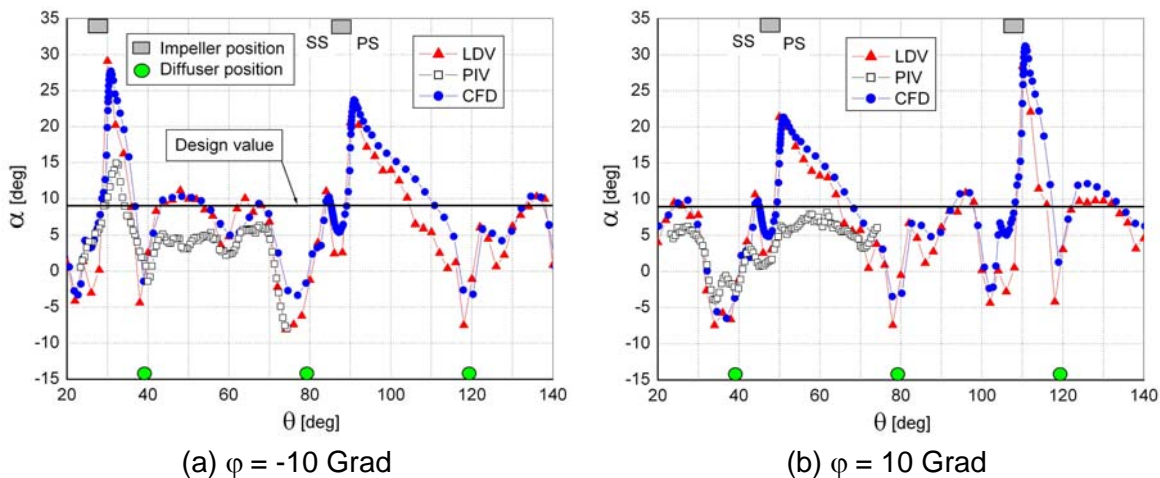 35
30
25
20
15
10
5
0
-5
-10
-15
α [deg]
Impeller position
Diffuser position
SS PS
LDV
PIV
CFD
Design value
20 40 60 80 100 120 140
θ [deg]
(a) φ = -10 Grad
35
30
25
20
15
10
5
0
-5
-10
-15
α [deg]
SS PS
LDV
PIV
CFD
20 40 60 80 100 120 140
θ [deg]
(b) φ = 10 Grad